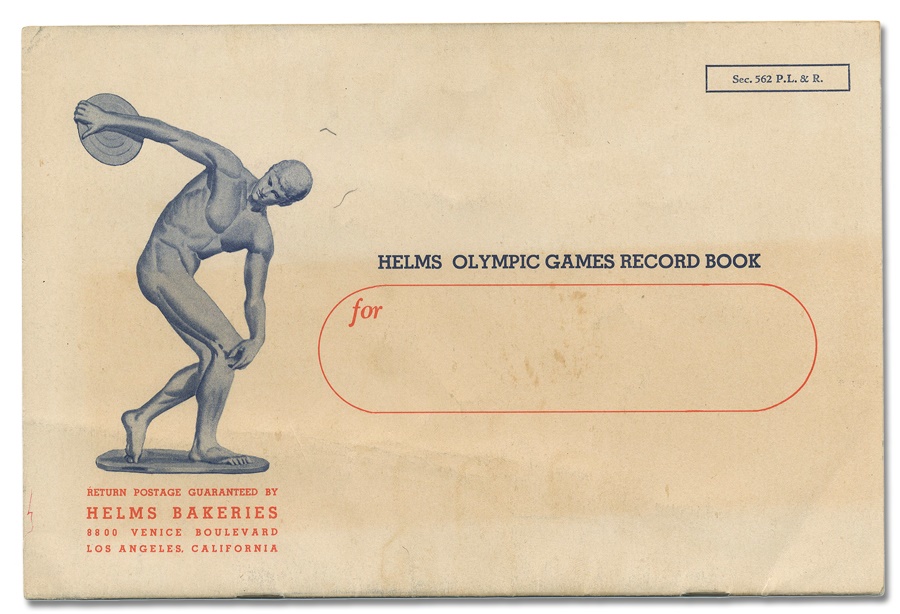 Sec. 562 P.L. & R.
HELMS OLYMPIC GAMES RECORD BOOK
for
RETURN POSTAGE GUARANTEED BY
HELMS BAKERIES
8800 VENICE BOULEVARD
LOS ANGELES, CALIFORNIA